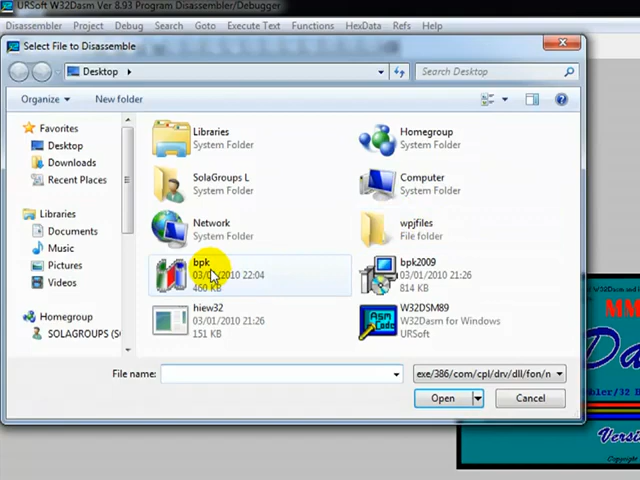 URSoft W32Dasm Ver 8.93 Program Disassembler/Debugger
Disassembler Project Debug Search Goto Execute Text Functions HexData Refs Help
Select File to Disassemble
Desktop
Search Desktop
Organize
New folder
Favorites
Desktop
Downloads
Recent Places
Libraries
Documents
Music
Pictures
Videos
Homegroup
SOLAGROUPS (SO
Libraries
System Folder
Homegroup
System Folder
SolaGroups L
System Folder
Computer
System Folder
Network
System Folder
wpjfiles
File folder
bpk
03/01/2010 22:04
460 KB
bpk2009
03/01/2010 21:26
814 KB
hiew32
03/01/2010 21:26
151 KB
W32DSM89
W32Dasm for Windows
URSoft
File name:
exe/386/com/cpl/drv/dll/fon/n
Open
Cancel
MM
Da
Versi